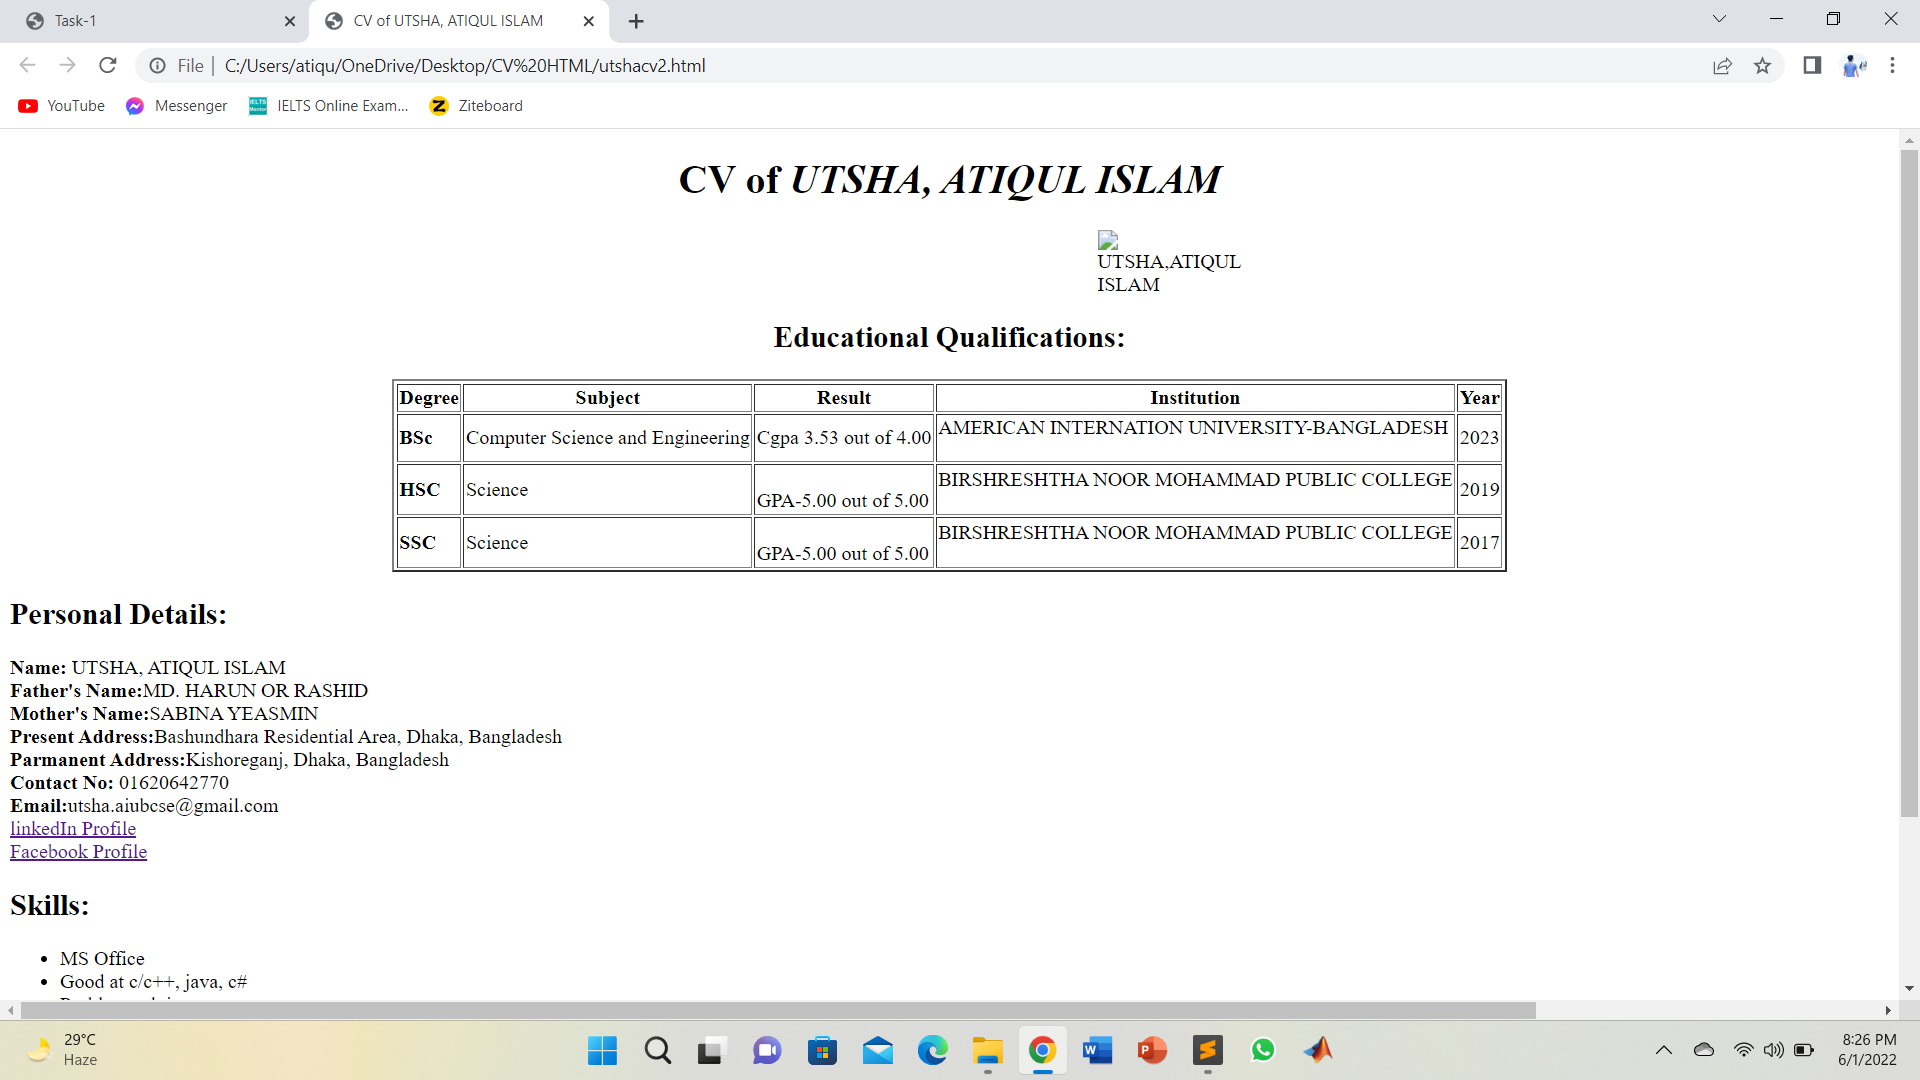 Task-1
CV of UTSHA, ATIQUL ISLAM
File
C:/Users/atiqu/OneDrive/Desktop/CV%20HTML/utshacv2.html
YouTube
Messenger
IELTS Online Exam...
Ziteboard
CV of UTSHA, ATIQUL ISLAM
UTSHA,ATIQUL
ISLAM
Educational Qualifications:
Degree Subject Result Institution Year
BSc Computer Science and Engineering Cgpa 3.53 out of 4.00 AMERICAN INTERNATION UNIVERSITY-BANGLADESH 2023
HSC Science GPA-5.00 out of 5.00 BIRSHRESHTHA NOOR MOHAMMAD PUBLIC COLLEGE 2019
SSC Science GPA-5.00 out of 5.00 BIRSHRESHTHA NOOR MOHAMMAD PUBLIC COLLEGE 2017
Personal Details:
Name: UTSHA, ATIQUL ISLAM
Father's Name:MD. HARUN OR RASHID
Mother's Name:SABINA YEASMIN
Present Address:Bashundhara Residential Area, Dhaka, Bangladesh
Parmanent Address:Kishoreganj, Dhaka, Bangladesh
Contact No: 01620642770
Email:utsha.aiubcse@gmail.com
linkedIn Profile
Facebook Profile
Skills:
MS Office
Good at c/c++, java, c#
29°C
Haze
8:26 PM
6/1/2022